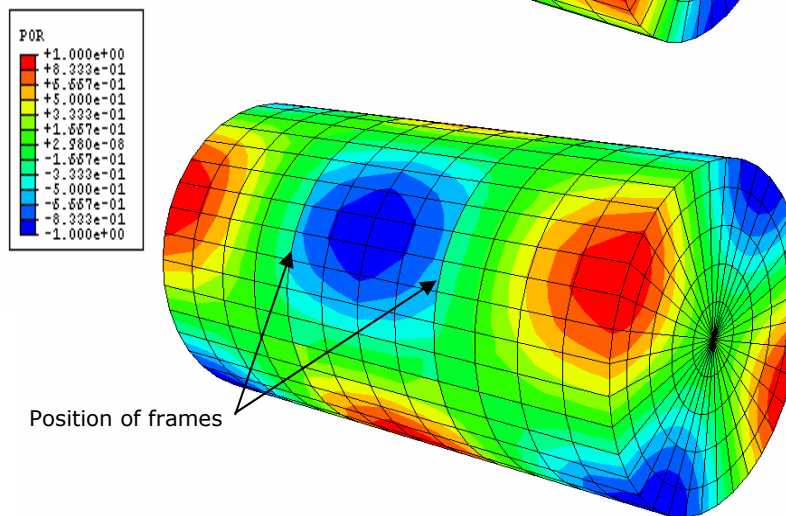 POR
+1.000e+00
+8.333e-01
+6.667e-01
+5.000e-01
+3.333e-01
+1.667e-01
+2.980e-08
-1.667e-01
-3.333e-01
-5.000e-01
-6.667e-01
-8.333e-01
-1.000e+00
Position of frames